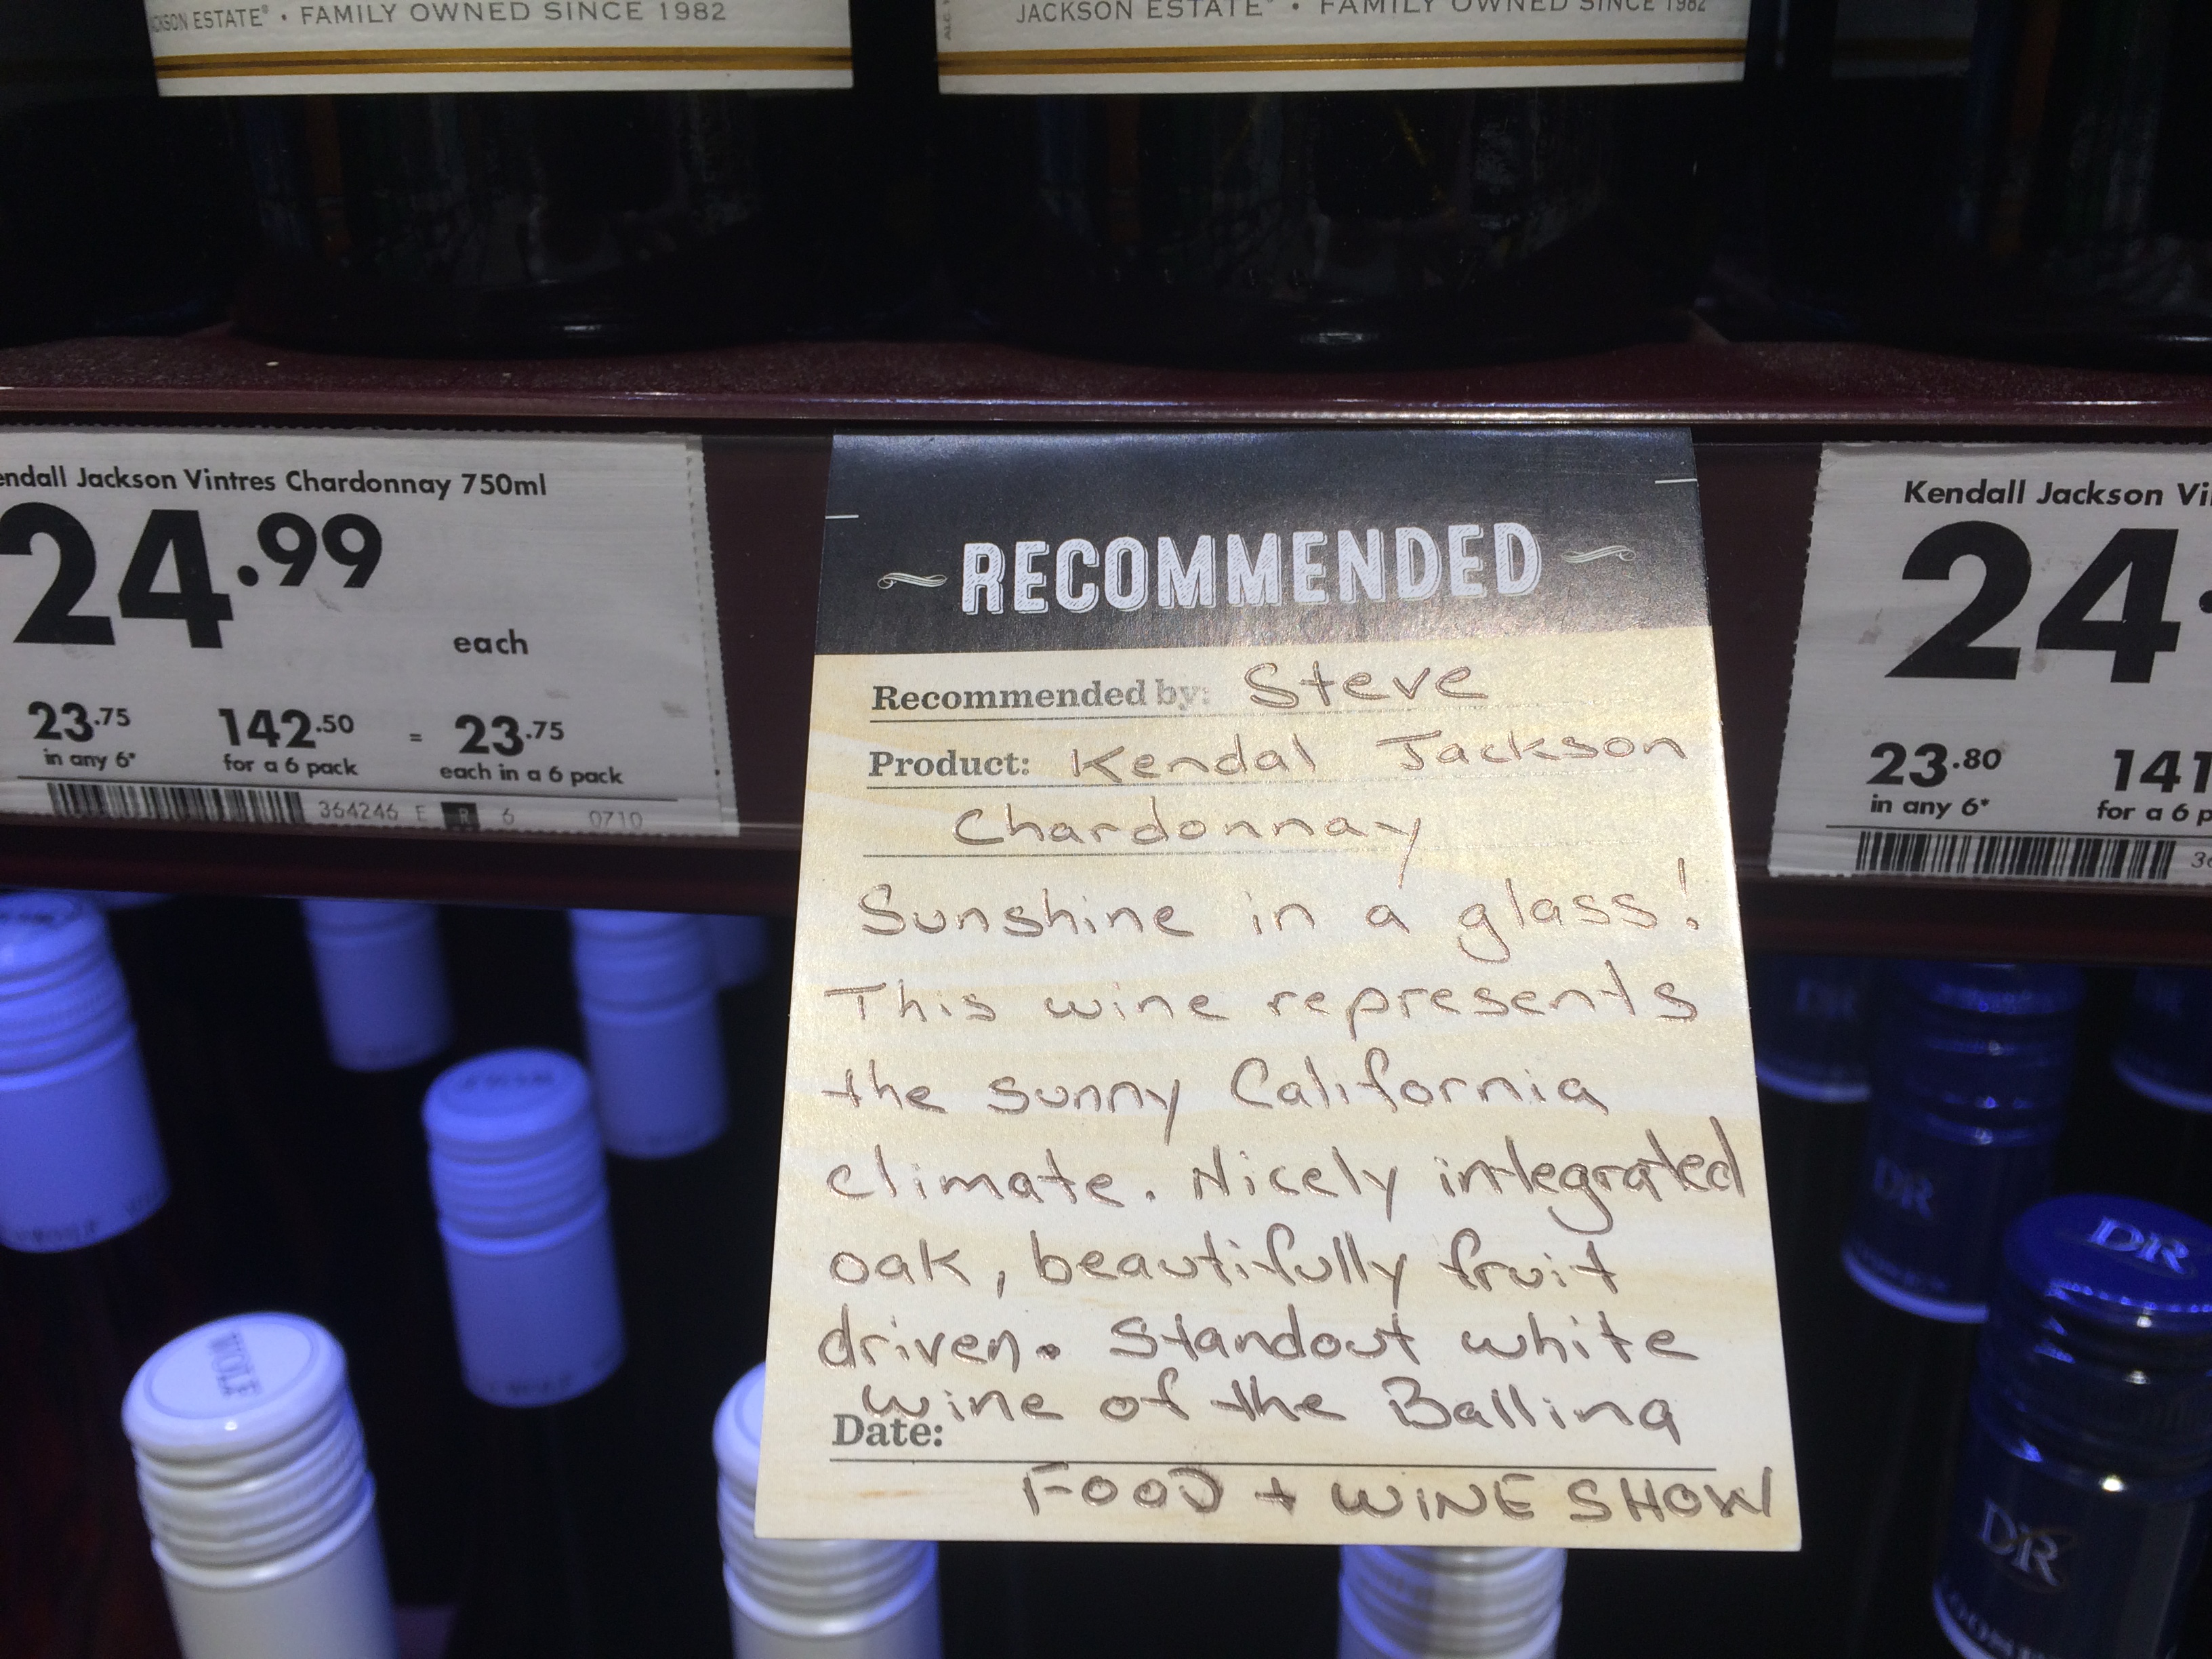 JACKSON ESTATE® • FAMILY OWNED SINCE 1982
JACKSON ESTATE® • FAMILY OWNED SINCE 1982
endall Jackson Vintres Chardonnay 750ml
24.99
each
23.75 142.50 = 23.75
in any 6* for a 6 pack each in a 6 pack
364246 E R 6 0710
RECOMMENDED
Recommended by: Steve
Product: Kendal Jackson
Chardonnay
Sunshine in a glass!
This wine represents
the sunny California
climate. Nicely integrated
oak, beautifully fruit
driven. Standout white
wine of the Ballina
Date:
FOOD + WINE SHOW
Kendall Jackson Vi
24.
23.80 141
in any 6* for a 6 p
WOLF
DR
DR
DR
DR